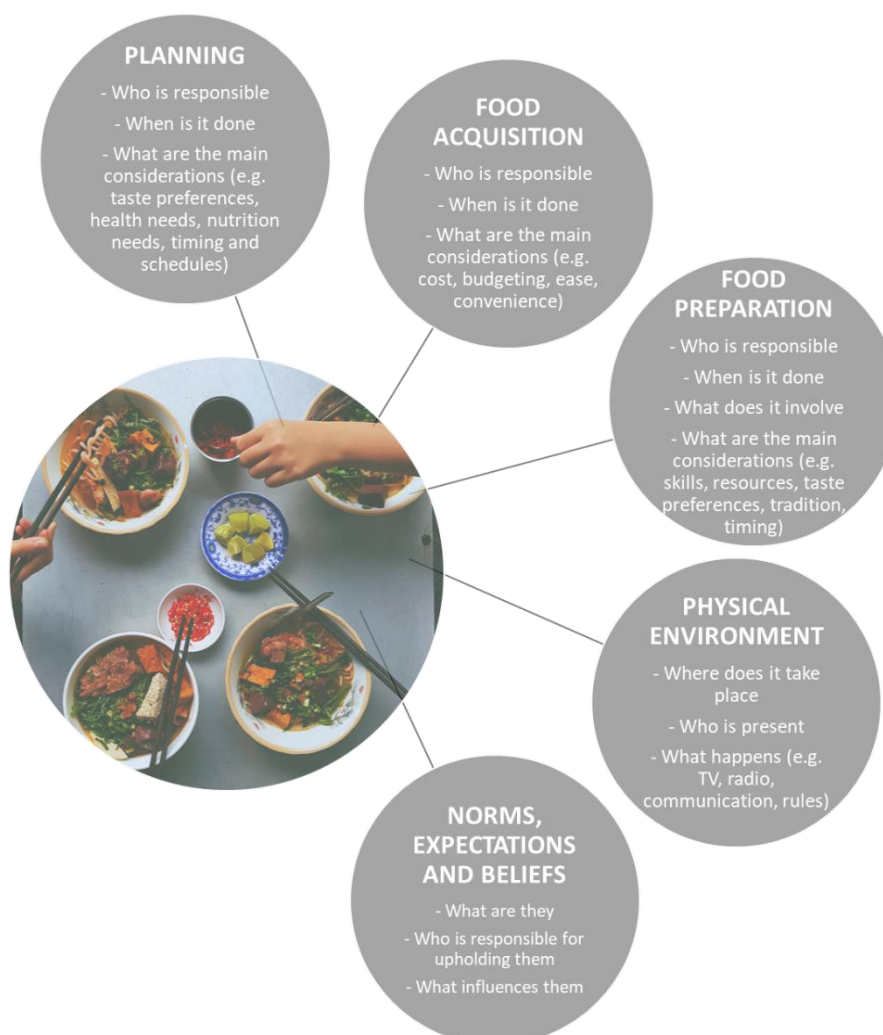 PLANNING
- Who is responsible
- When is it done
- What are the main
considerations (e.g.
taste preferences,
health needs, nutrition
needs, timing and
schedules)
FOOD
ACQUISITION
- Who is responsible
- When is it done
- What are the main
considerations (e.g.
cost, budgeting, ease,
convenience)
FOOD
PREPARATION
- Who is responsible
- When is it done
- What does it involve
- What are the main
considerations (e.g.
skills, resources, taste
preferences, tradition,
timing)
PHYSICAL
ENVIRONMENT
- Where does it take
place
- Who is present
- What happens (e.g.
TV, radio,
communication, rules)
NORMS,
EXPECTATIONS
AND BELIEFS
- What are they
- Who is responsible for
upholding them
- What influences them